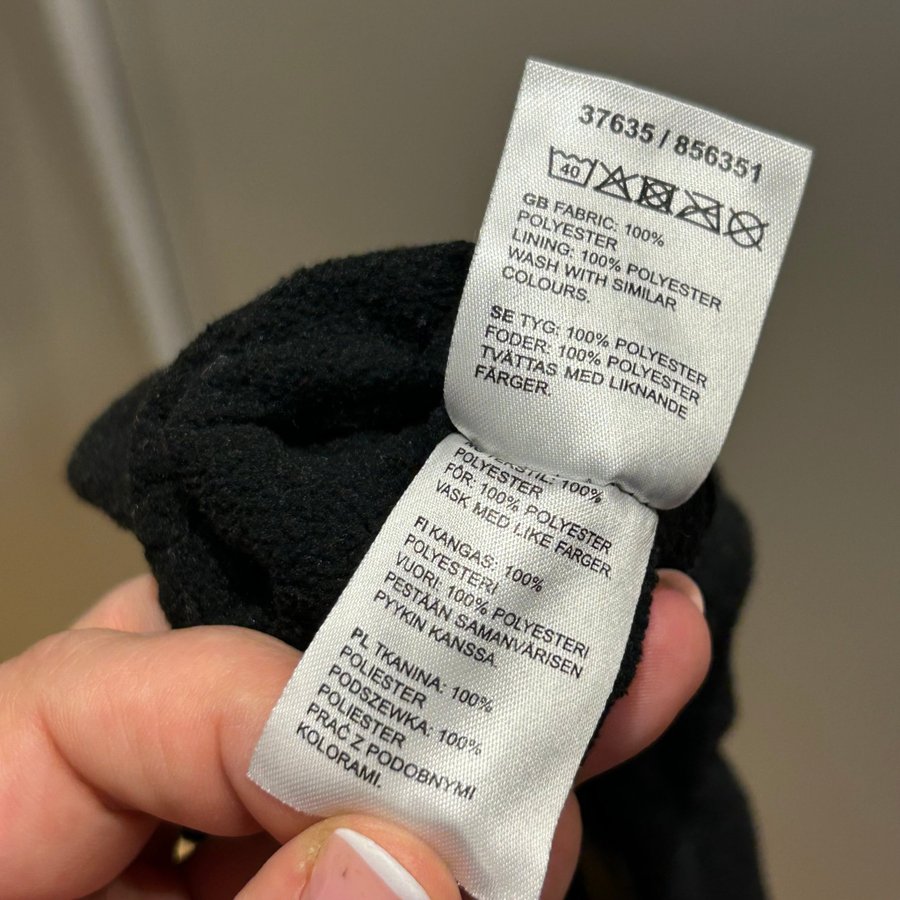 37635 / 856351
40
GB FABRIC: 100%
POLYESTER
LINING: 100% POLYESTER
WASH WITH SIMILAR
COLOURS.
SE TYG: 100% POLYESTER
FODER: 100% POLYESTER
TVÄTTAS MED LIKNANDE
FÄRGER.
100%
POLYESTER
FÔR: 100% POLYESTER
VASK MED LIKE FARGER.
FI KANGAS: 100%
POLYESTERI
VUORI: 100% POLYESTERI
PESTÄÄN SAMANVÄRISEN
PYYKIN KANSSA.
PL TKANINA: 100%
POLIESTER
PODSZEWKA: 100%
POLIESTER
PRAĆ Z PODOBNYMI
KOLORAMI.